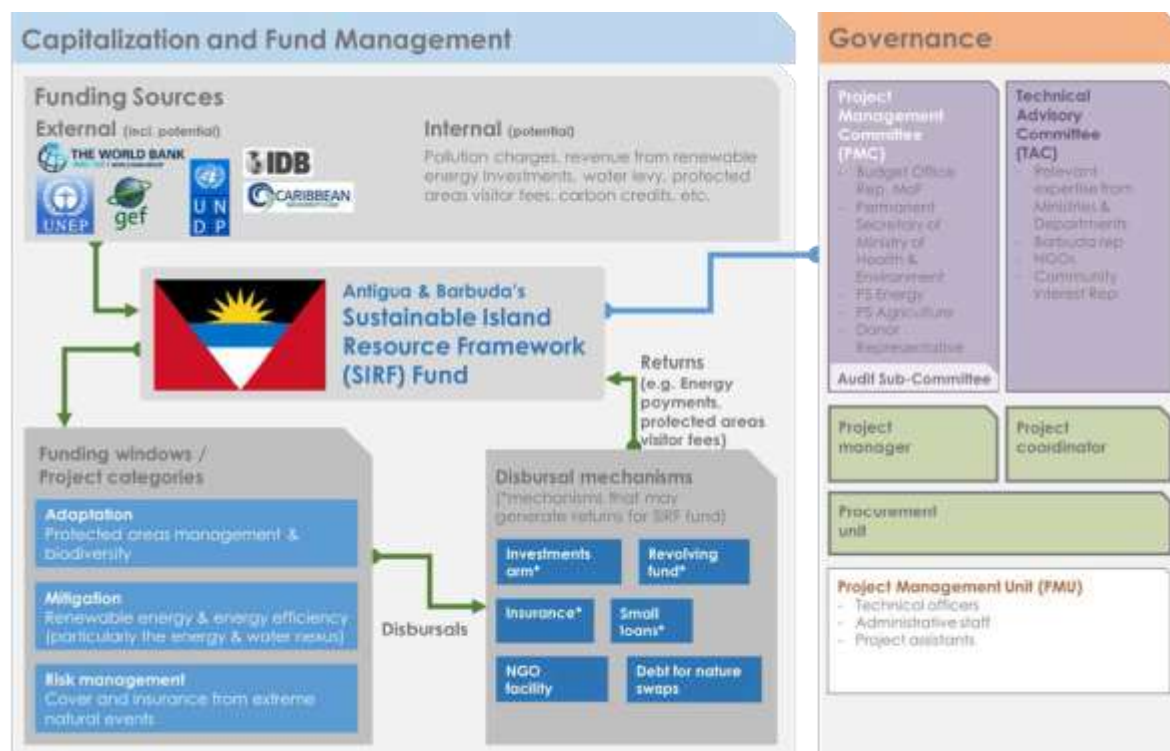 Capitalization and Fund Management
Funding Sources
External (incl. potential)
THE WORLD BANK
UNEP
gef
U N
D P
IDB
CARIBBEAN
Internal (potential)
Pollution charges, revenue from renewable
energy investments, water levy, protected
areas visitor fees, carbon credits, etc.
Antigua & Barbuda's
Sustainable Island
Resource Framework
(SIRF) Fund
Returns
(e.g. Energy
payments,
protected areas
visitor fees)
Funding windows /
Project categories
Adaptation
Protected areas management &
biodiversity
Mitigation
Renewable energy & energy efficiency
(particularly the energy & water nexus)
Risk management
Cover and insurance from extreme
natural events
Disbursals
Disbursal mechanisms
(*mechanisms that may
generate returns for SIRF fund)
Investments
arm*
Revolving
fund*
Insurance*
Small
loans*
NGO
facility
Debt for nature
swaps
Governance
Project
Management
Committee
(PMC)
- Budget Office
Rep, MoF
- Permanent
Secretary of
Ministry of
Health &
Environment
- PS Energy
- PS Agriculture
- Donor
Representative
Audit Sub-Committee
Technical
Advisory
Committee
(TAC)
- Relevant
expertise from
Ministries &
Departments
- Barbuda rep
- NGOs
- Community
Interest Rep
Project
manager
Project
coordinator
Procurement
unit
Project Management Unit (PMU)
- Technical officers
- Administrative staff
- Project assistants